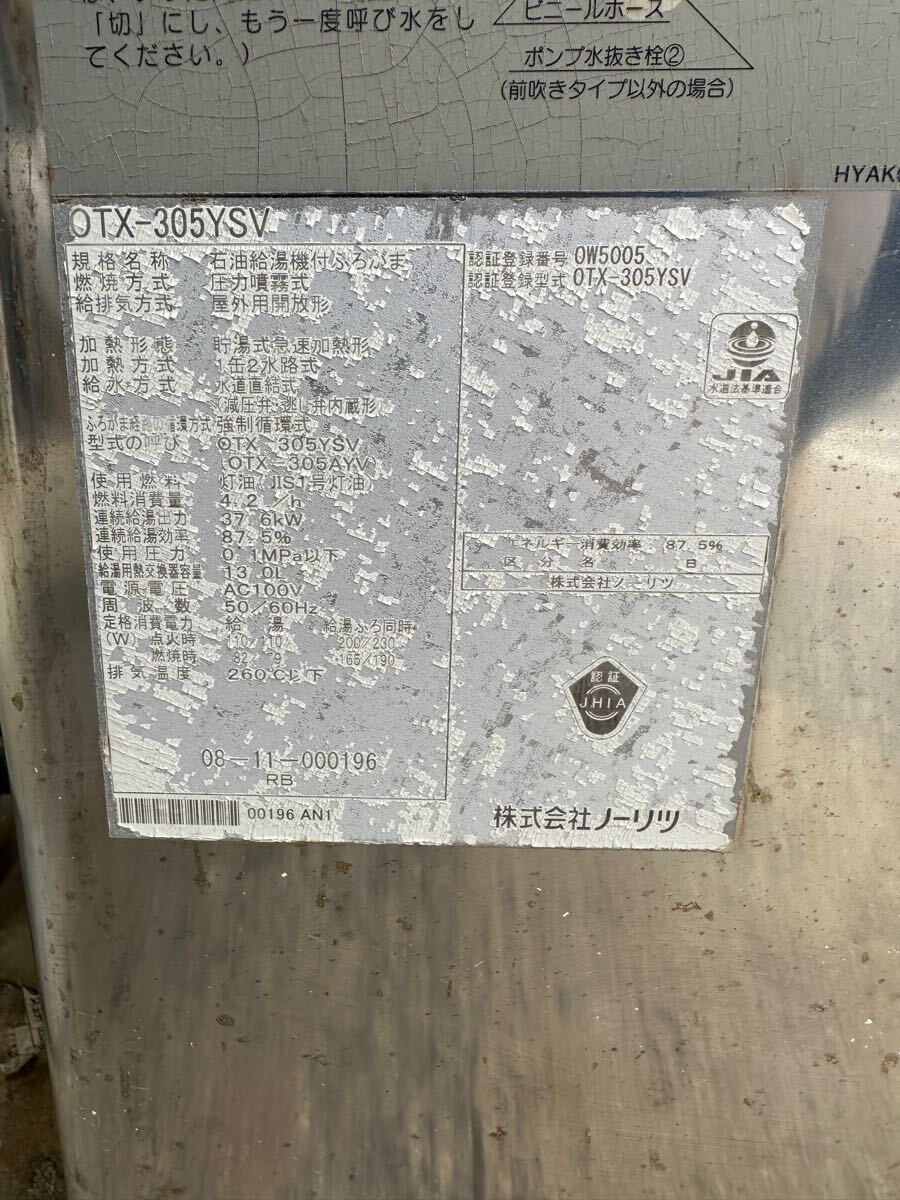 「切」にし、もう一度呼び水をし
てください。)
ビニールホース
ポンプ水抜き栓②
(前吹きタイプ以外の場合)
HYAK
OTX-305YSV
規格名称 石油給湯機付ふろがま
燃焼方式 圧力噴霧式
給排気方式 屋外用開放形
加熱形態 貯湯式急速加熱形
加熱方式 1缶2水路式
給水方式 水道直結式
(減圧弁・逃し弁内蔵形)
ふろがま経路の循環方式 強制循環式
型式の呼び OTX-305YSV
(OTX-305AYV)
使用燃料 灯油(JIS1号灯油)
燃料消費量 4.2 /h
連続給湯出力 37.6kW
連続給湯効率 87.5%
使用圧力 0.1MPa以下
給湯用熱交換器容量 13.0L
電源電圧 AC100V
周波数 50/60Hz
定格消費電力 給湯 給湯ふろ同時
(W) 点火時 110/10 200/230
燃焼時 82/9 165/190
排気温度 260℃以下
08-11-000196
RB
00196 AN1
認証登録番号 OW5005
認証登録型式 OTX-305YSV
JIA
水道法基準適合
エネルギー消費効率 87.5%
区分名 B
株式会社ノーリツ
認証
JHIA
株式会社ノーリツ